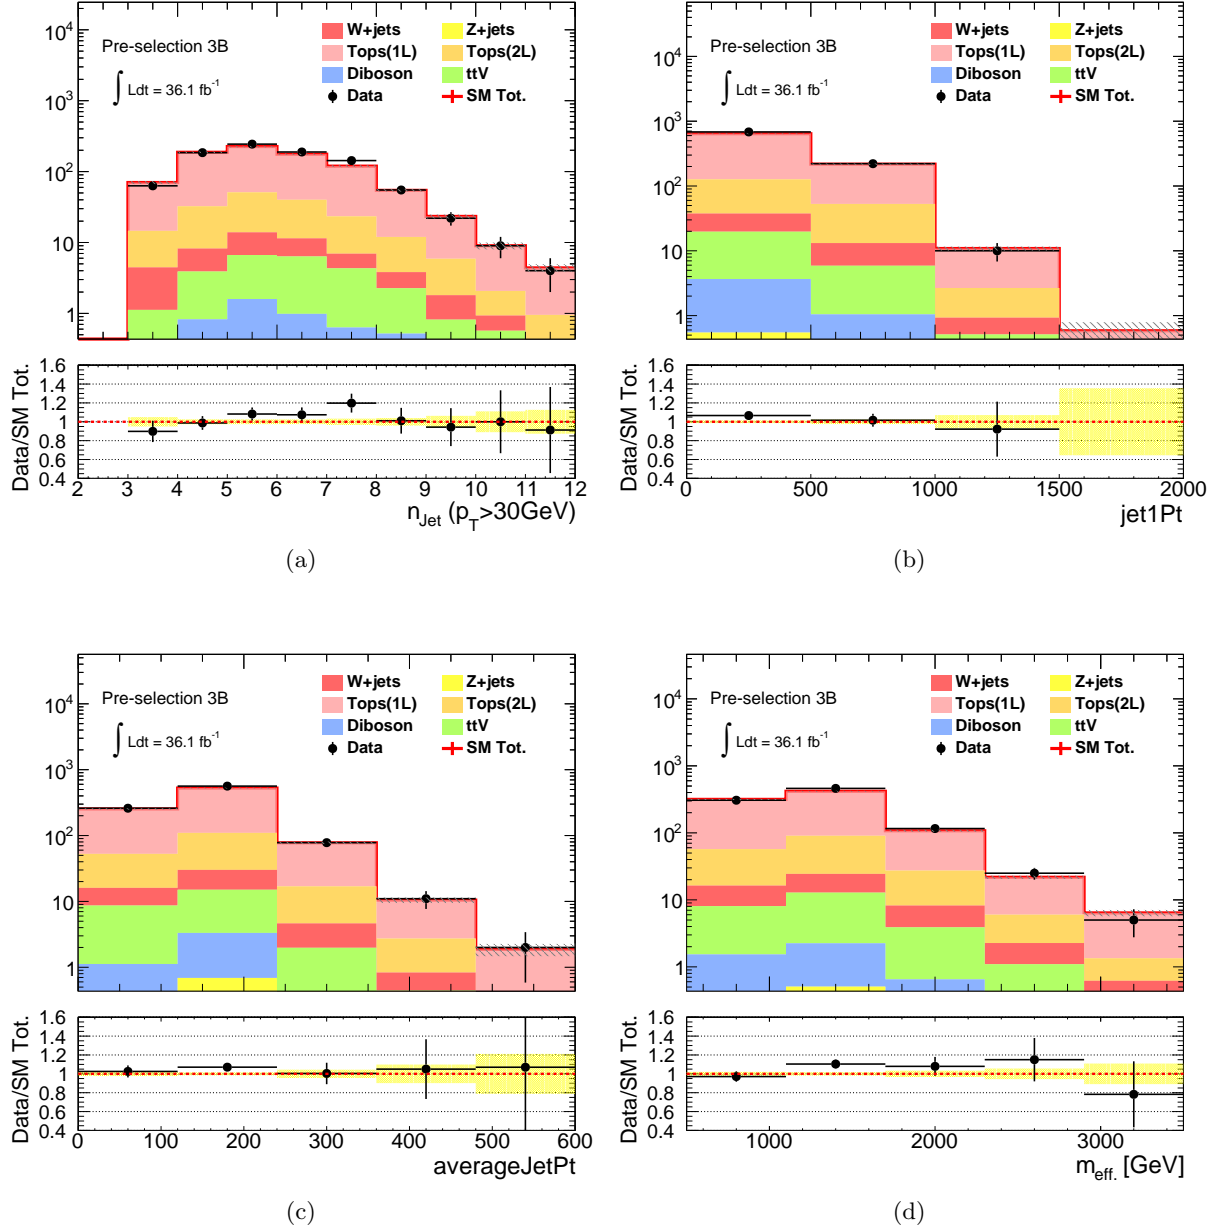 Pre-selection 3B
∫ Ldt = 36.1 fb⁻¹
W+jets Z+jets
Tops(1L) Tops(2L)
Diboson ttV
Data SM Tot.
10⁴
10³
10²
10
1
Data/SM Tot.
1.6
1.4
1.2
1
0.8
0.6
0.4
2 3 4 5 6 7 8 9 10 11 12
n_Jet (p_T>30GeV)
(a)
Pre-selection 3B
∫ Ldt = 36.1 fb⁻¹
W+jets Z+jets
Tops(1L) Tops(2L)
Diboson ttV
Data SM Tot.
10⁴
10³
10²
10
1
Data/SM Tot.
1.6
1.4
1.2
1
0.8
0.6
0.4
0 500 1000 1500 2000
jet1Pt
(b)
Pre-selection 3B
∫ Ldt = 36.1 fb⁻¹
W+jets Z+jets
Tops(1L) Tops(2L)
Diboson ttV
Data SM Tot.
10⁴
10³
10²
10
1
Data/SM Tot.
1.6
1.4
1.2
1
0.8
0.6
0.4
0 100 200 300 400 500 600
averageJetPt
(c)
Pre-selection 3B
∫ Ldt = 36.1 fb⁻¹
W+jets Z+jets
Tops(1L) Tops(2L)
Diboson ttV
Data SM Tot.
10⁴
10³
10²
10
1
Data/SM Tot.
1.6
1.4
1.2
1
0.8
0.6
0.4
1000 2000 3000
m_eff. [GeV]
(d)